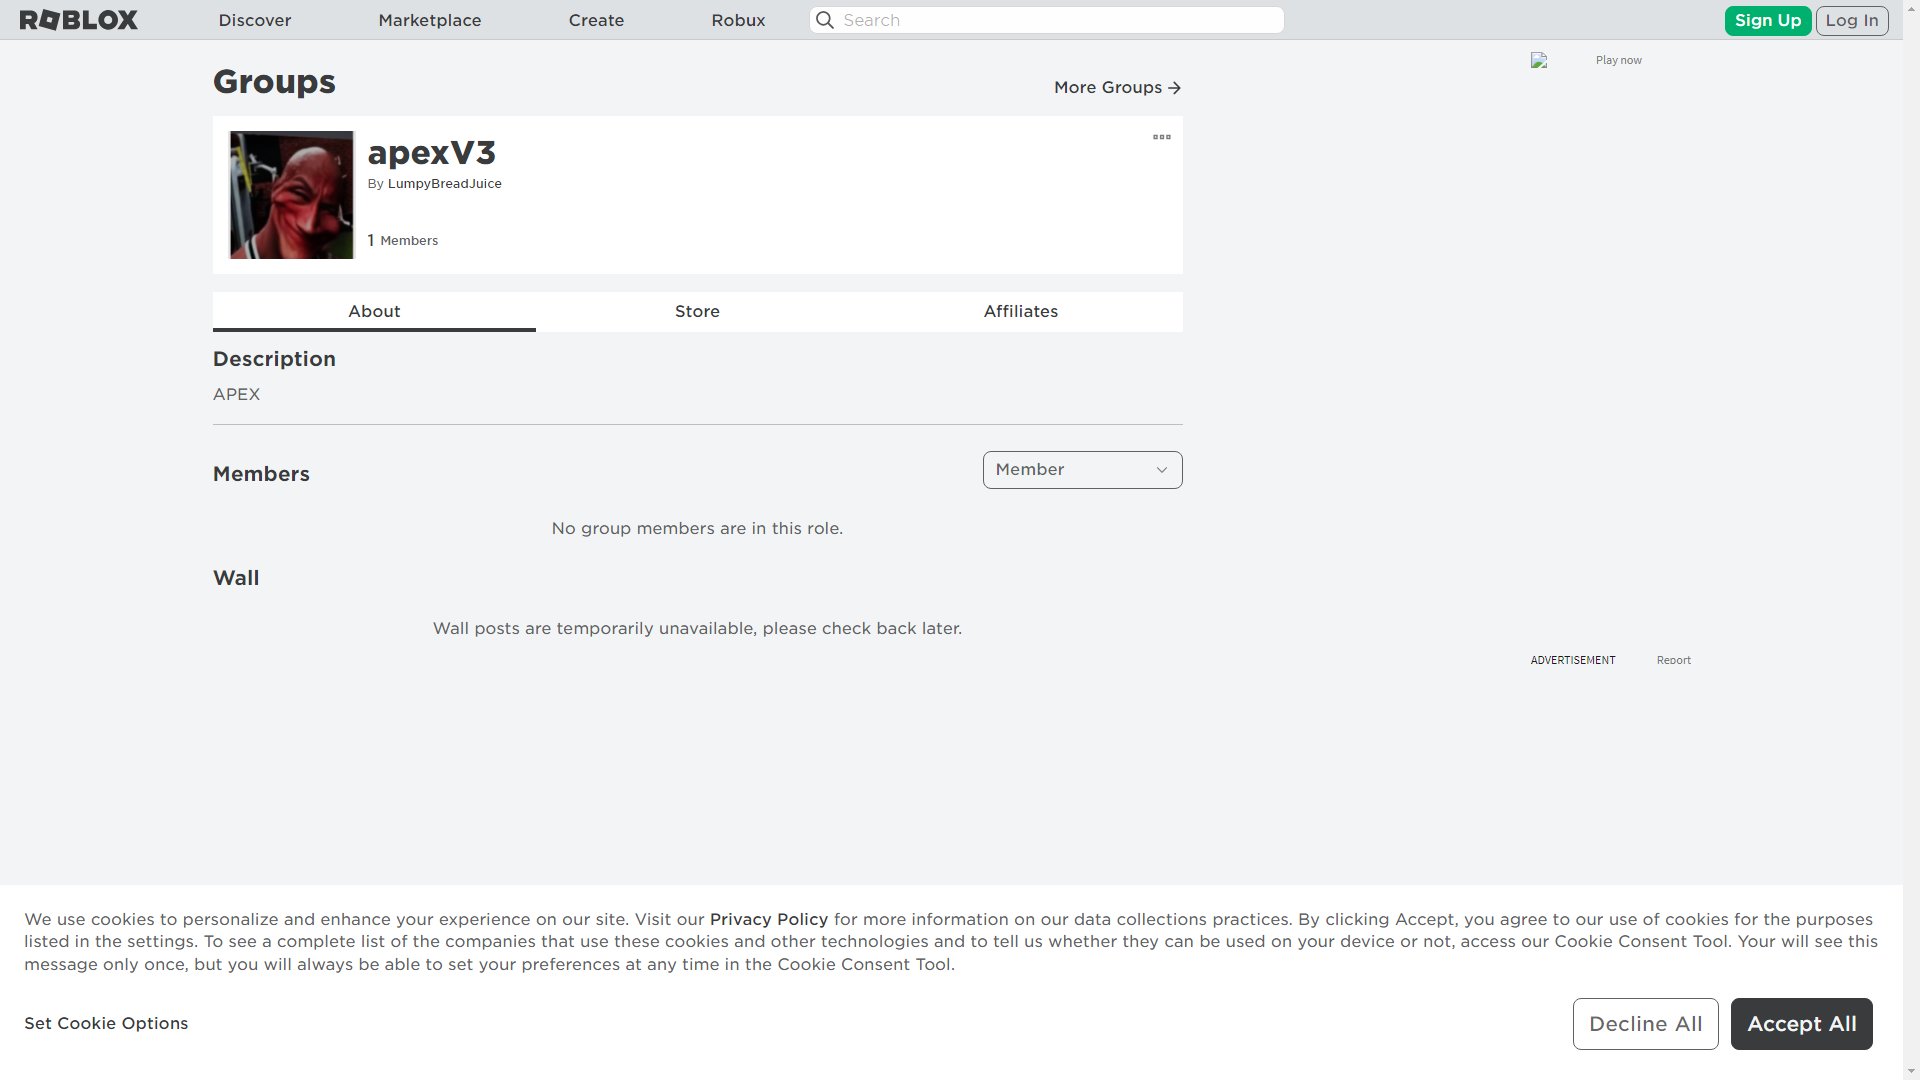 ROBLOX
Discover
Marketplace
Create
Robux
Search
Sign Up
Log In
Groups
More Groups
Play now
apexV3
By LumpyBreadJuice
1 Members
About
Store
Affiliates
Description
APEX
Members
Member
No group members are in this role.
Wall
Wall posts are temporarily unavailable, please check back later.
ADVERTISEMENT
Report
We use cookies to personalize and enhance your experience on our site. Visit our Privacy Policy for more information on our data collections practices. By clicking Accept, you agree to our use of cookies for the purposes
listed in the settings. To see a complete list of the companies that use these cookies and other technologies and to tell us whether they can be used on your device or not, access our Cookie Consent Tool. Your will see this
message only once, but you will always be able to set your preferences at any time in the Cookie Consent Tool.
Set Cookie Options
Decline All
Accept All